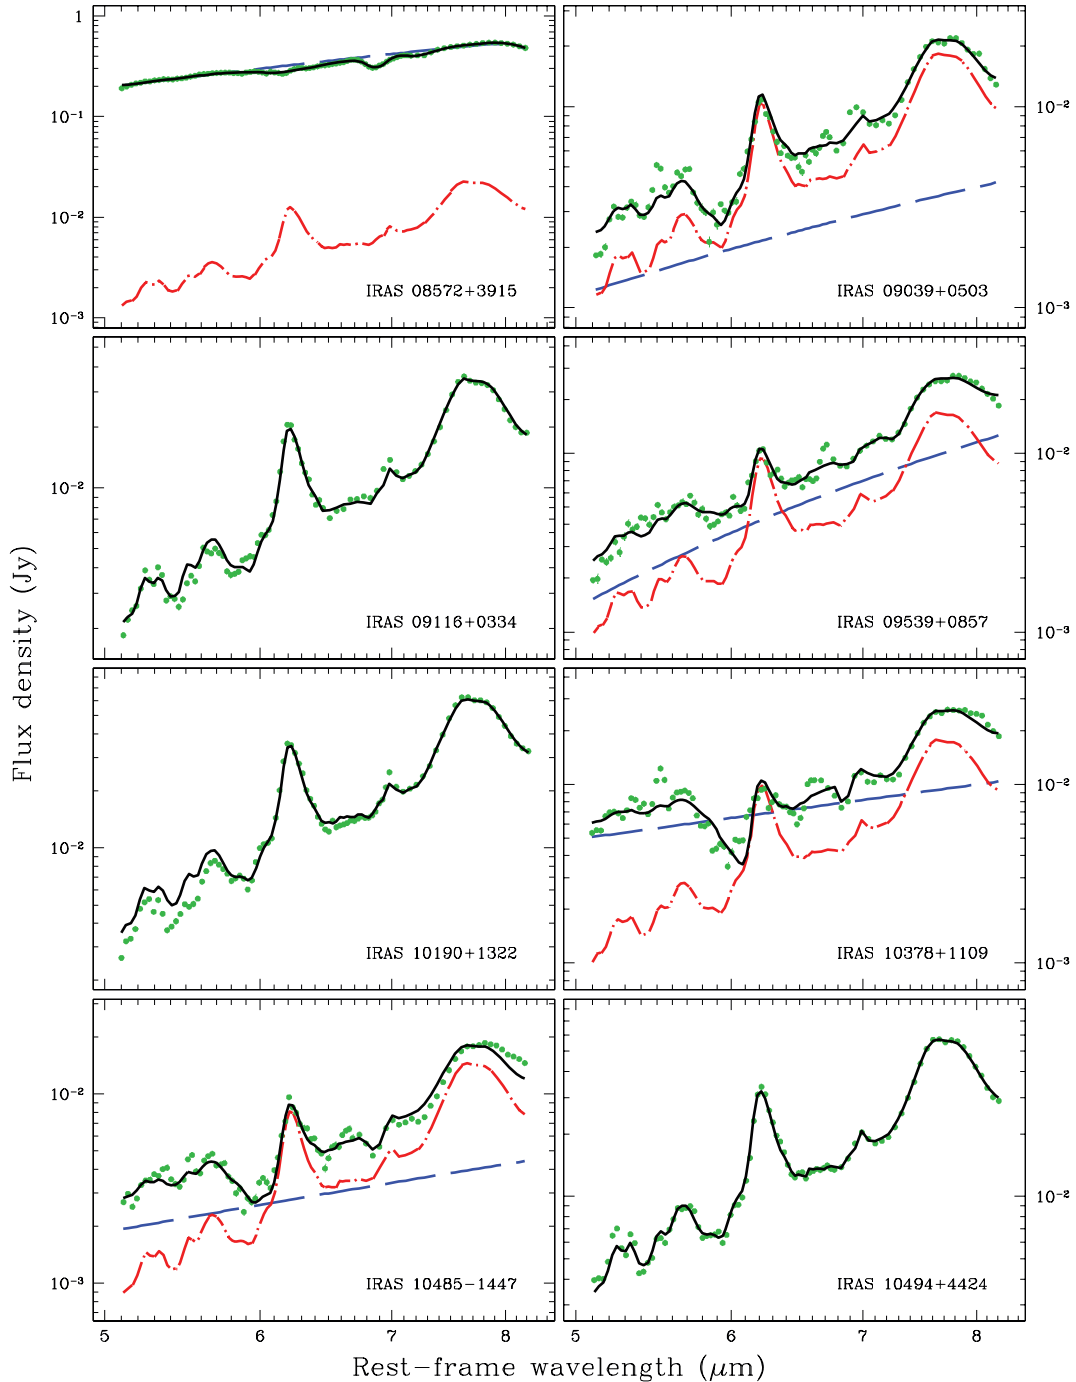 1
10⁻¹
10⁻²
10⁻³
IRAS 08572+3915
10⁻²
10⁻³
IRAS 09039+0503
10⁻²
IRAS 09116+0334
10⁻²
10⁻³
IRAS 09539+0857
10⁻²
IRAS 10190+1322
10⁻²
10⁻³
IRAS 10378+1109
10⁻²
10⁻³
IRAS 10485−1447
10⁻²
IRAS 10494+4424
5 6 7 8
5 6 7 8
Flux density (Jy)
Rest−frame wavelength (μm)